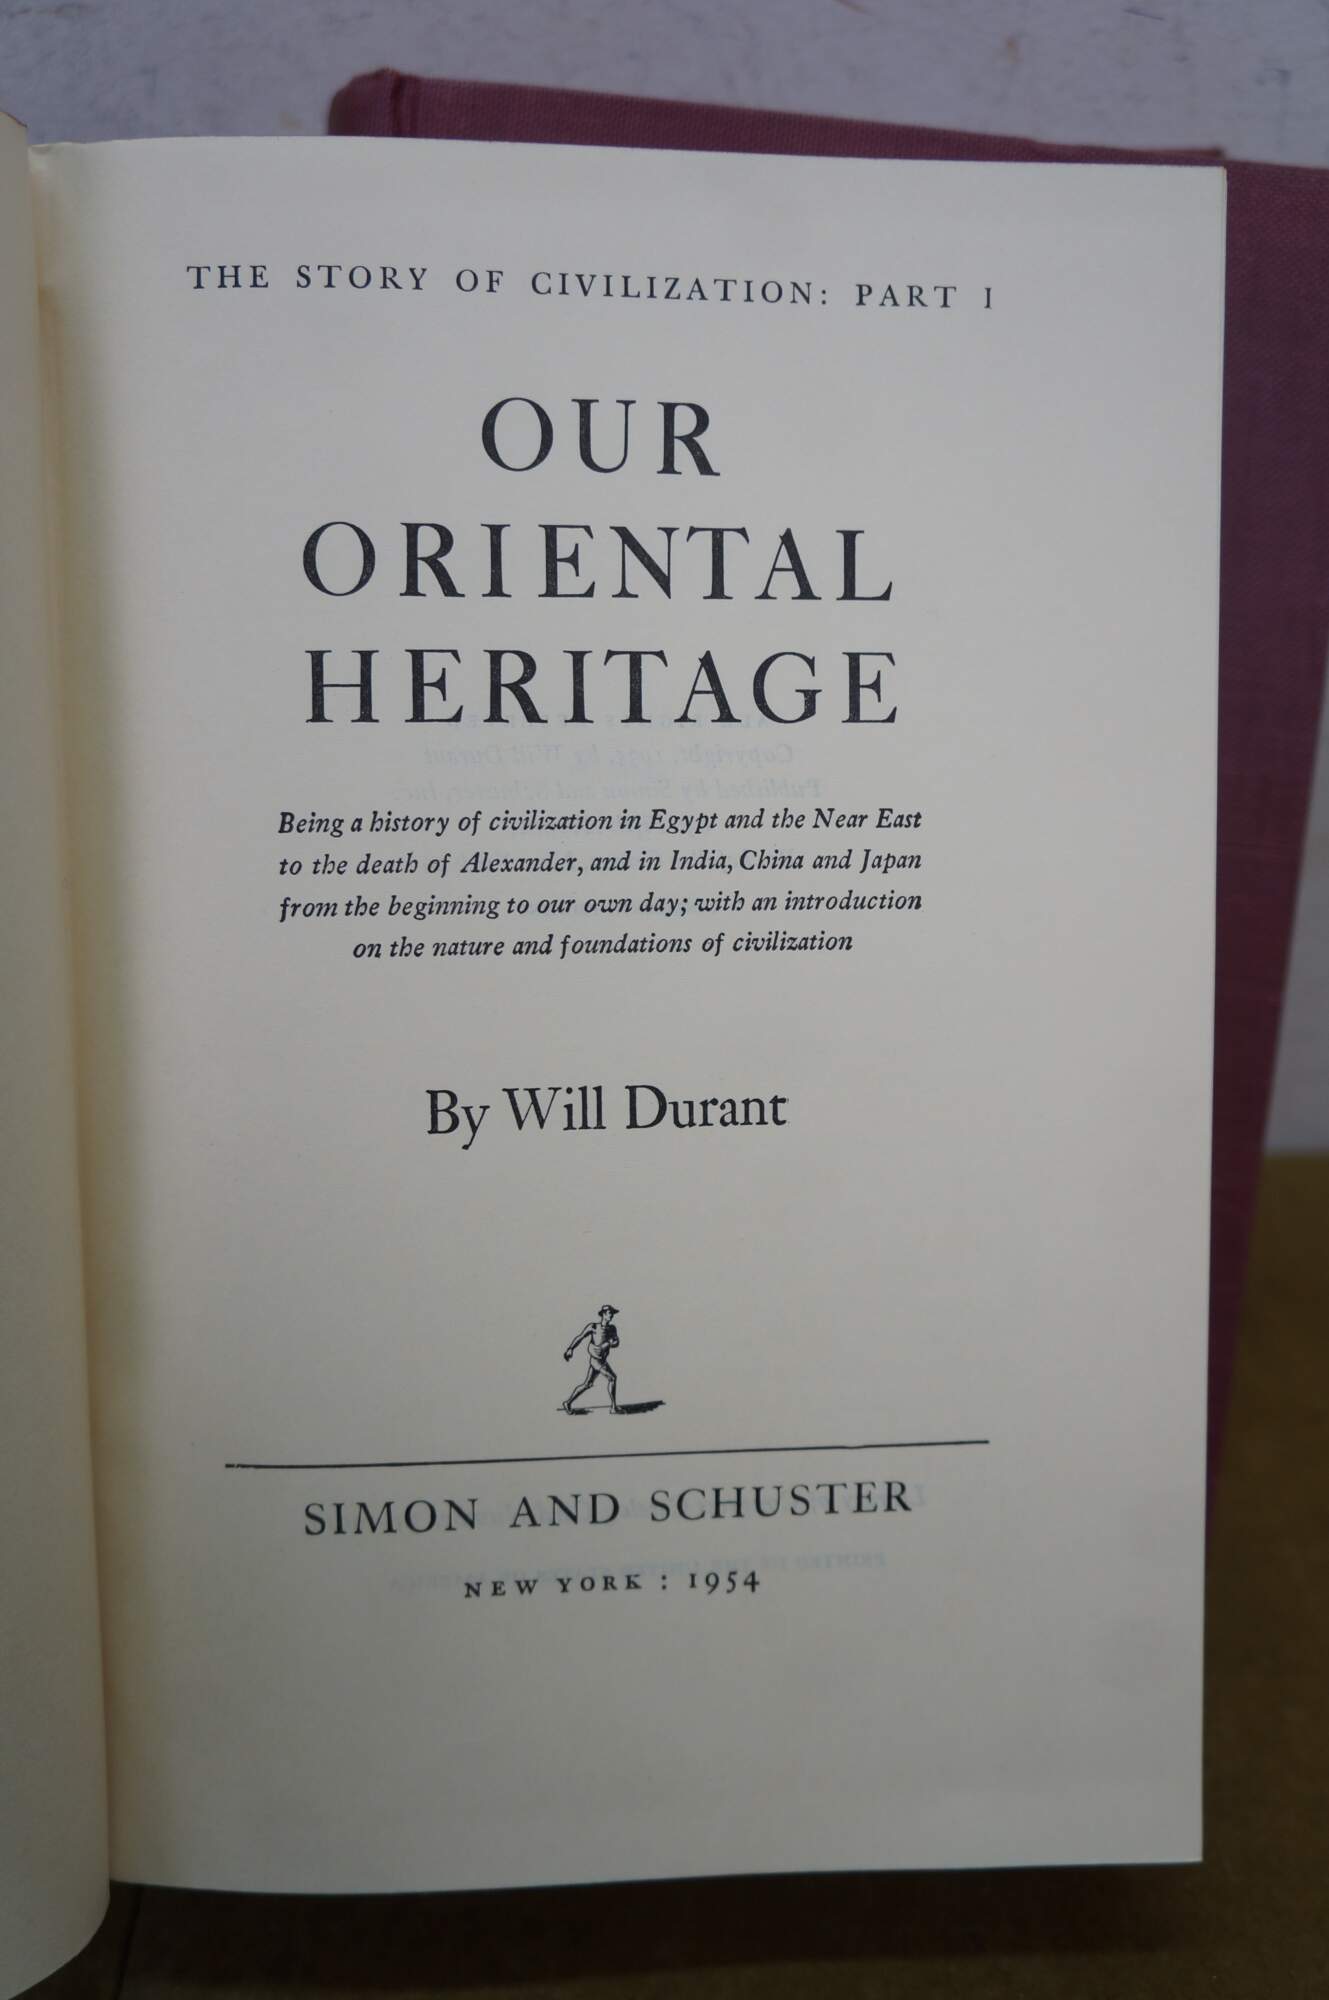 THE STORY OF CIVILIZATION: PART I
OUR
ORIENTAL
HERITAGE
Being a history of civilization in Egypt and the Near East
to the death of Alexander, and in India, China and Japan
from the beginning to our own day; with an introduction
on the nature and foundations of civilization
By Will Durant
SIMON AND SCHUSTER
NEW YORK : 1954